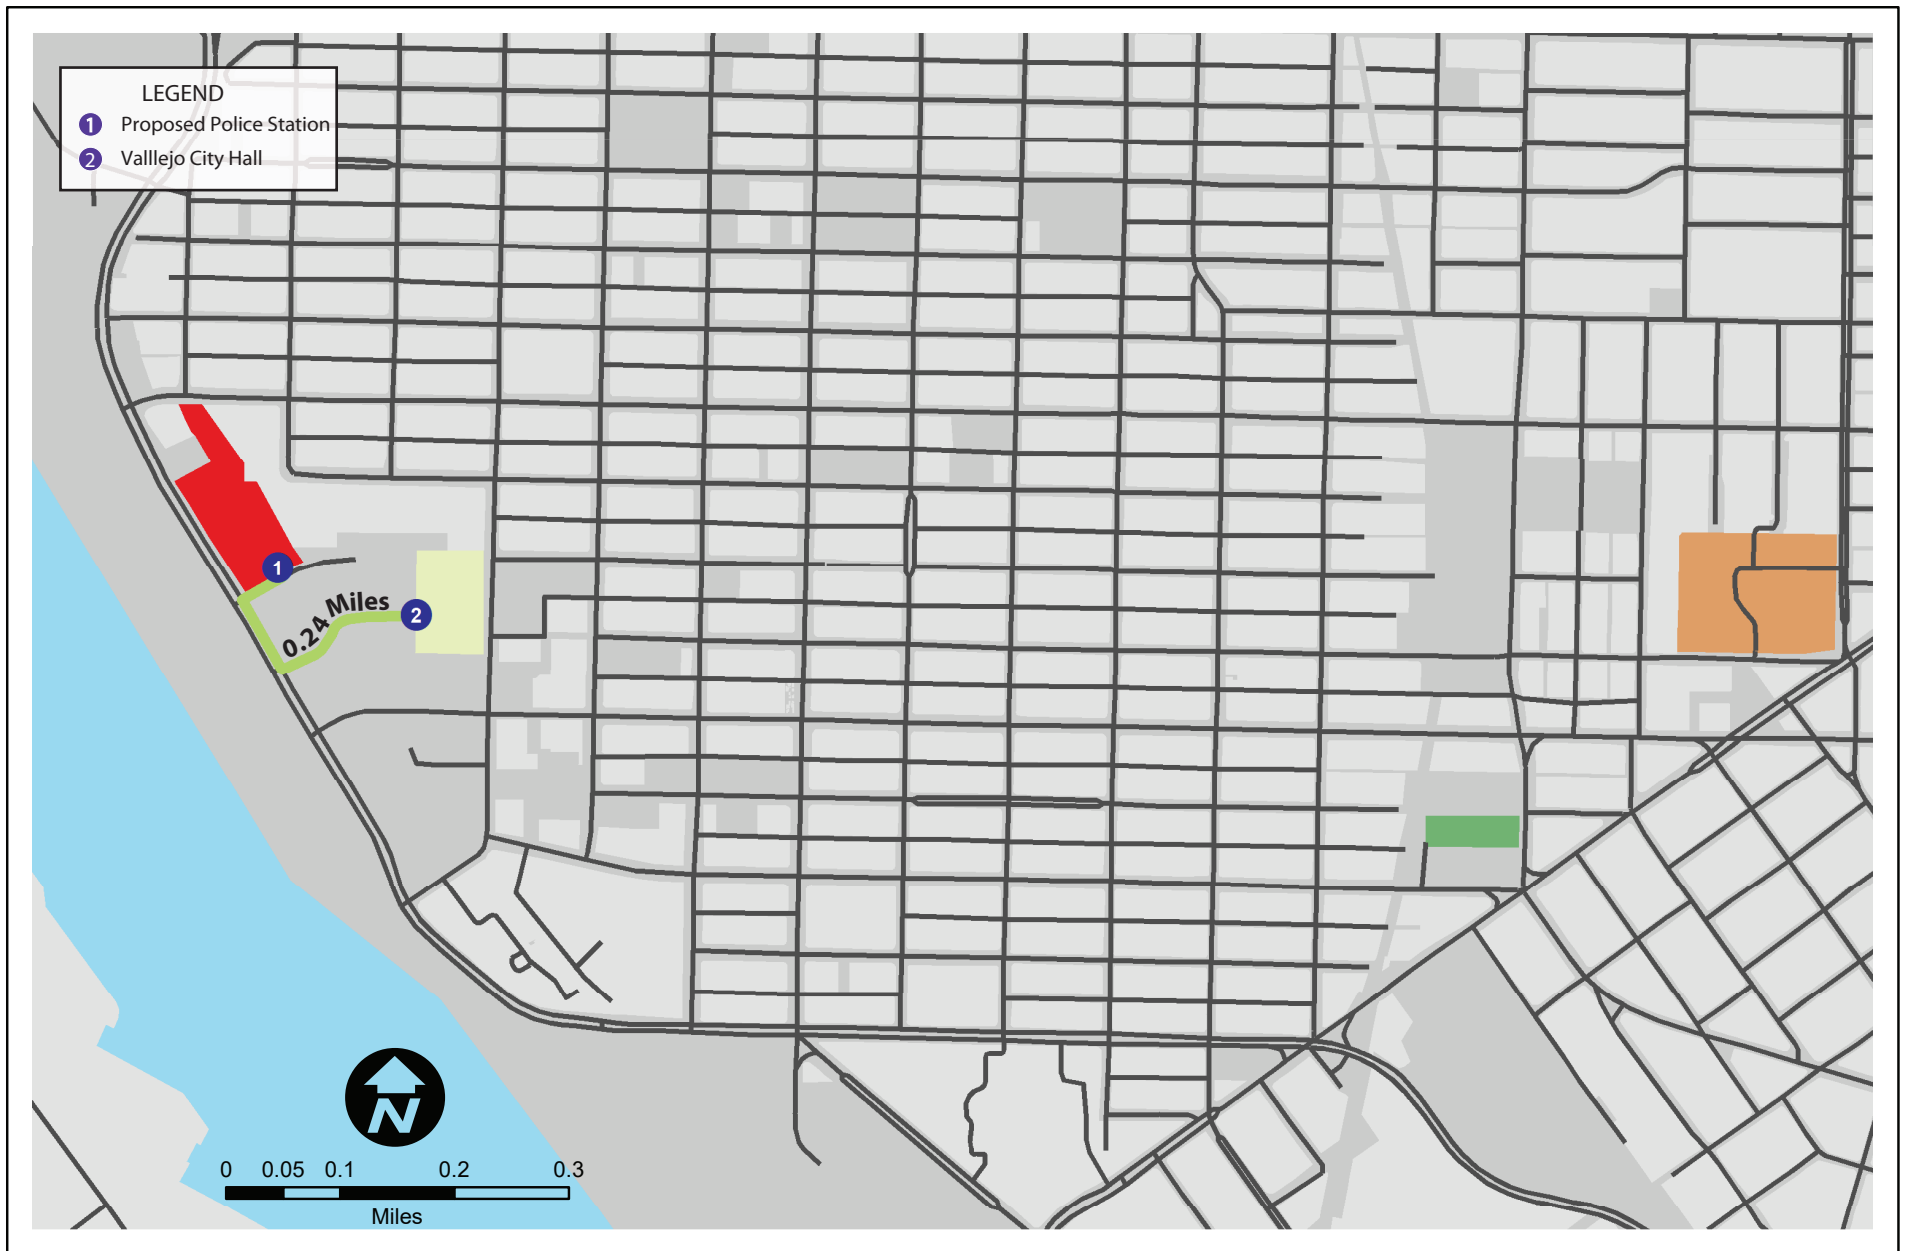 LEGEND
1 Proposed Police Station
2 Valllejo City Hall
1
0.24 Miles
2
N
0 0.05 0.1 0.2 0.3
Miles